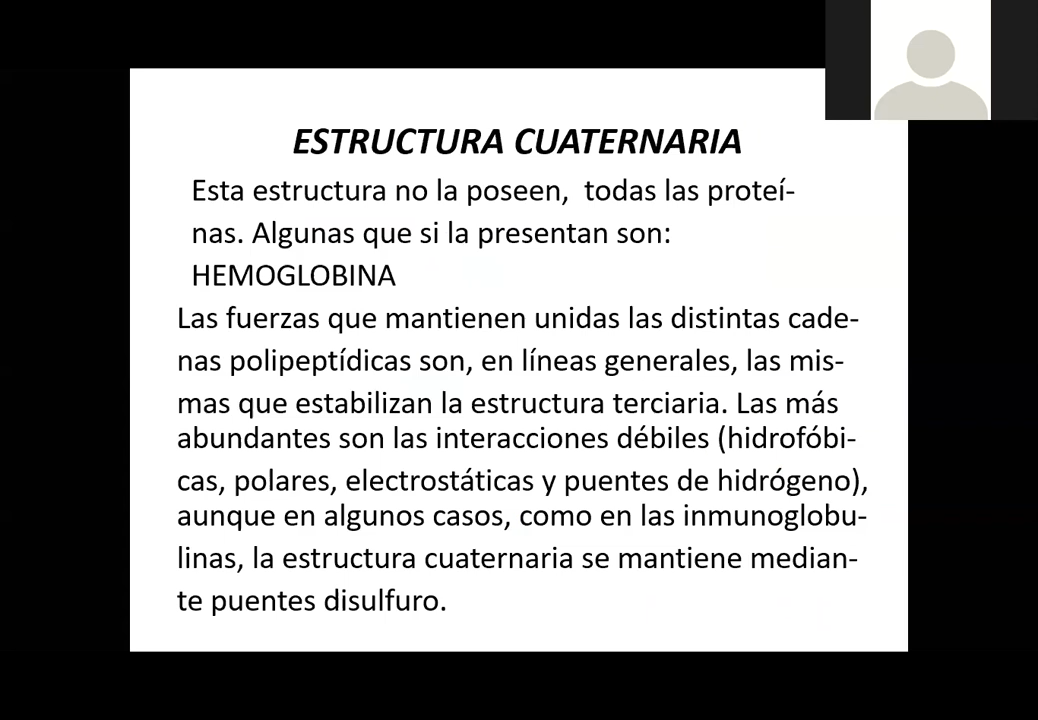 ESTRUCTURA CUATERNARIA
Esta estructura no la poseen, todas las proteí-
nas. Algunas que si la presentan son:
HEMOGLOBINA
Las fuerzas que mantienen unidas las distintas cade-
nas polipeptídicas son, en líneas generales, las mis-
mas que estabilizan la estructura terciaria. Las más
abundantes son las interacciones débiles (hidrofóbi-
cas, polares, electrostáticas y puentes de hidrógeno),
aunque en algunos casos, como en las inmunoglobu-
linas, la estructura cuaternaria se mantiene median-
te puentes disulfuro.